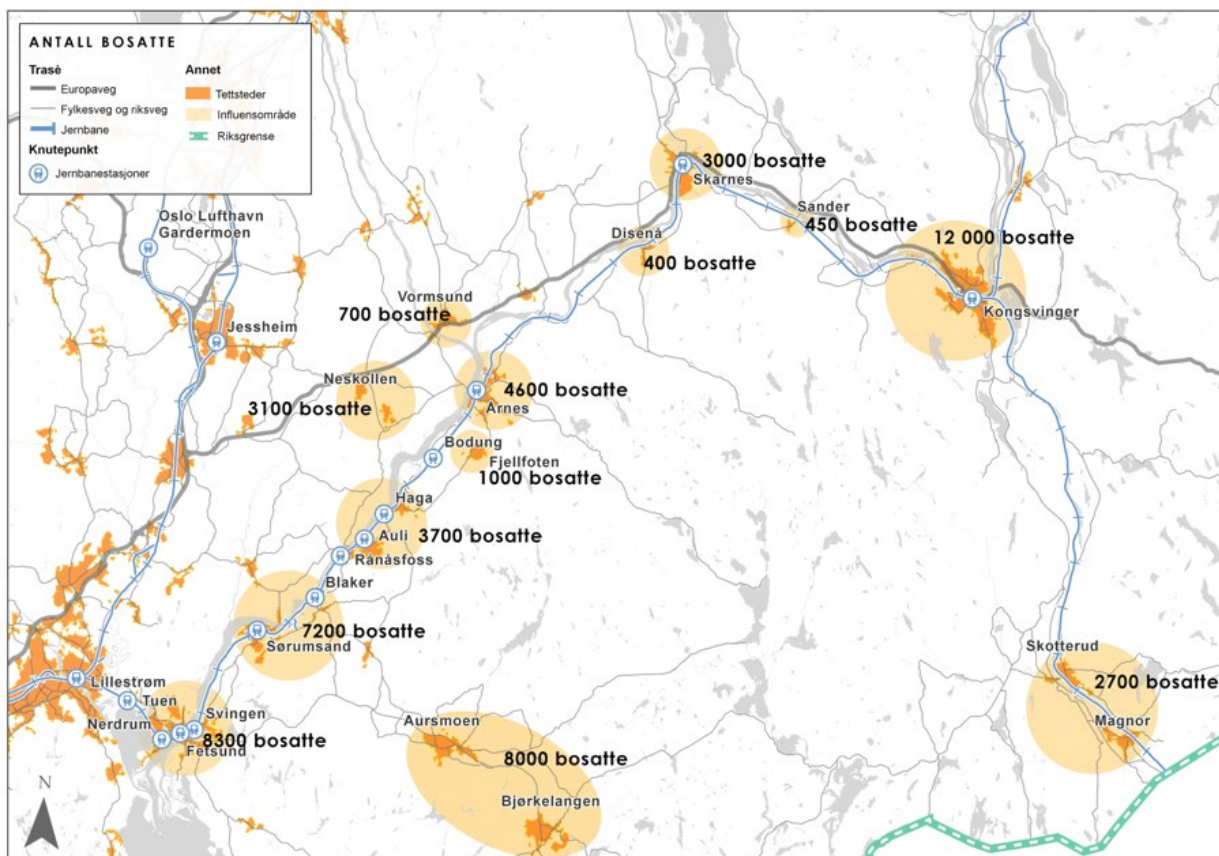 ANTALL BOSATTE
Trasè
Europaveg
Fylkesveg og riksveg
Jernbane
Knutepunkt
Jernbanestasjoner
Annet
Tettsteder
Influensområde
Riksgrense
Oslo Lufthavn
Gardermoen
Jessheim
3000 bosatte
Skarnes
Sander
450 bosatte
Disenå
400 bosatte
12 000 bosatte
Kongsvinger
Vormsund
700 bosatte
Neskollen
3100 bosatte
4600 bosatte
Årnes
Bodung
Fjellfoten
1000 bosatte
Haga
Auli
3700 bosatte
Rånåsfoss
Blaker
7200 bosatte
Sørumsand
Lillestrøm
Tuen
Nerdrum
Svingen
8300 bosatte
Fetsund
Aursmoen
8000 bosatte
Bjørkelangen
Skotterud
2700 bosatte
Magnor
N